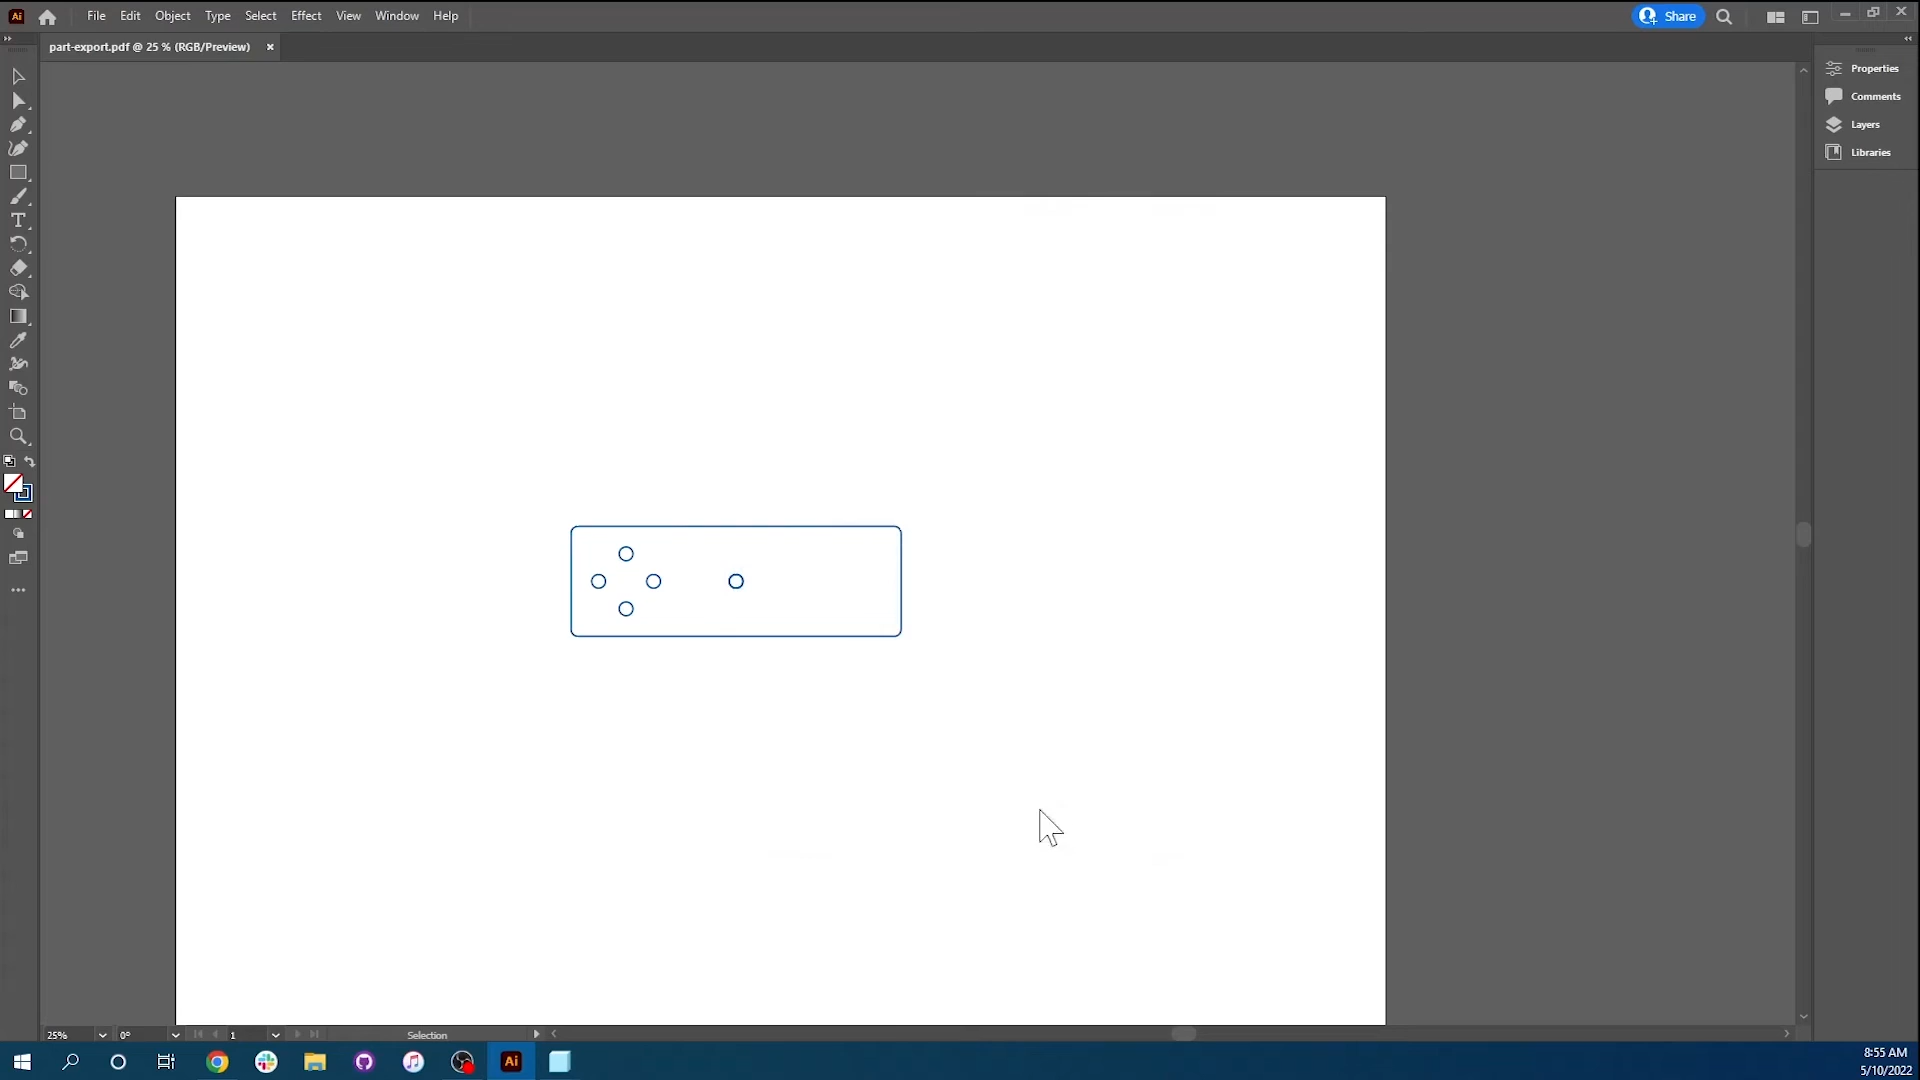 Ai File Edit Object Type Select Effect View Window Help Share
part-export.pdf @ 25 % (RGB/Preview) ×
Properties
Comments
Layers
Libraries
T
25% 0° 1 Selection
Ai
8:55 AM
5/10/2022